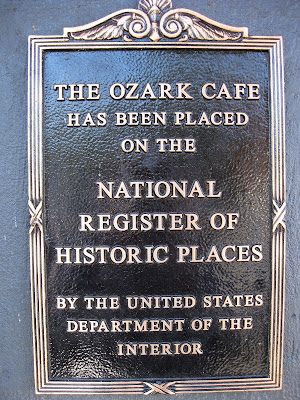 THE OZARK CAFE
HAS BEEN PLACED
ON THE
NATIONAL
REGISTER OF
HISTORIC PLACES
BY THE UNITED STATES
DEPARTMENT OF THE
INTERIOR